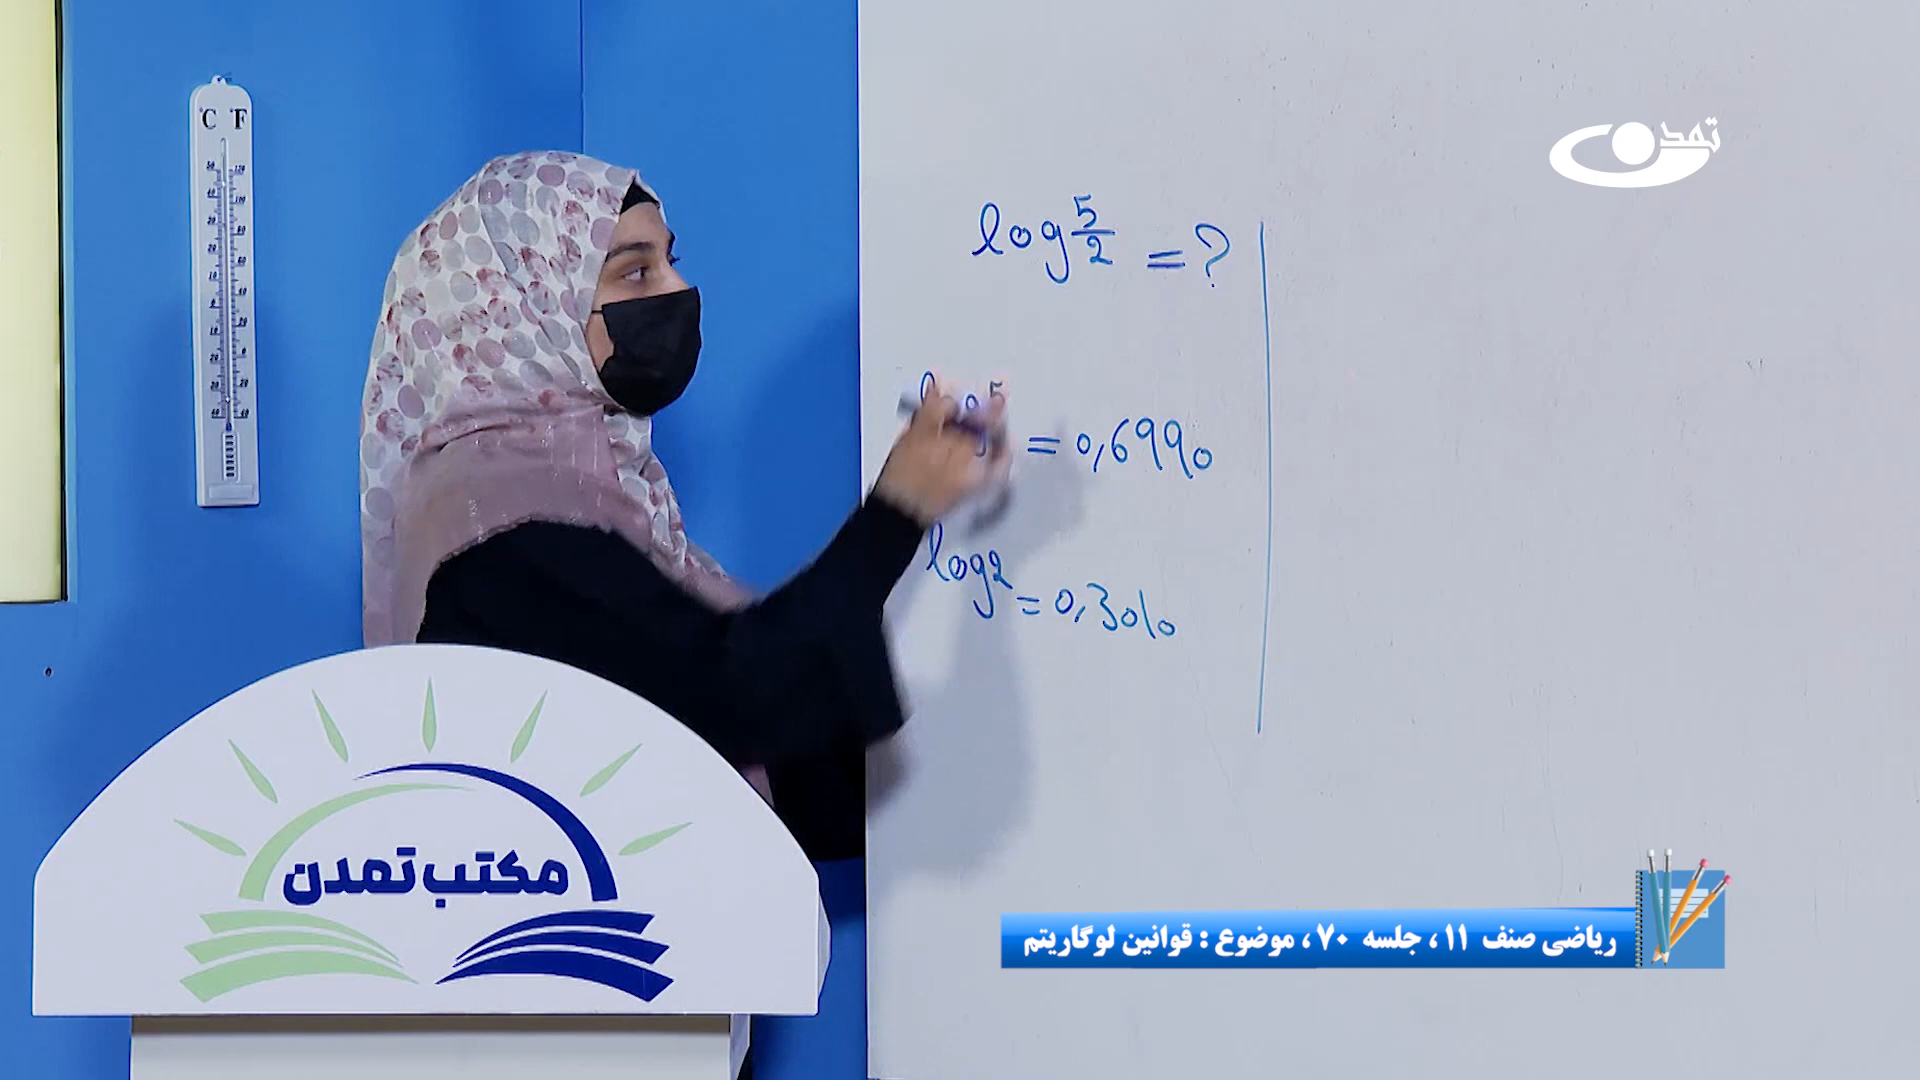 °C °F
تمدن
log 5/2 = ?
log 5 = 0,6990
log 2 = 0,3010
مکتب تمدن
ریاضی صنف ۱۱، جلسه ۷۰، موضوع : قوانین لوگاریتم